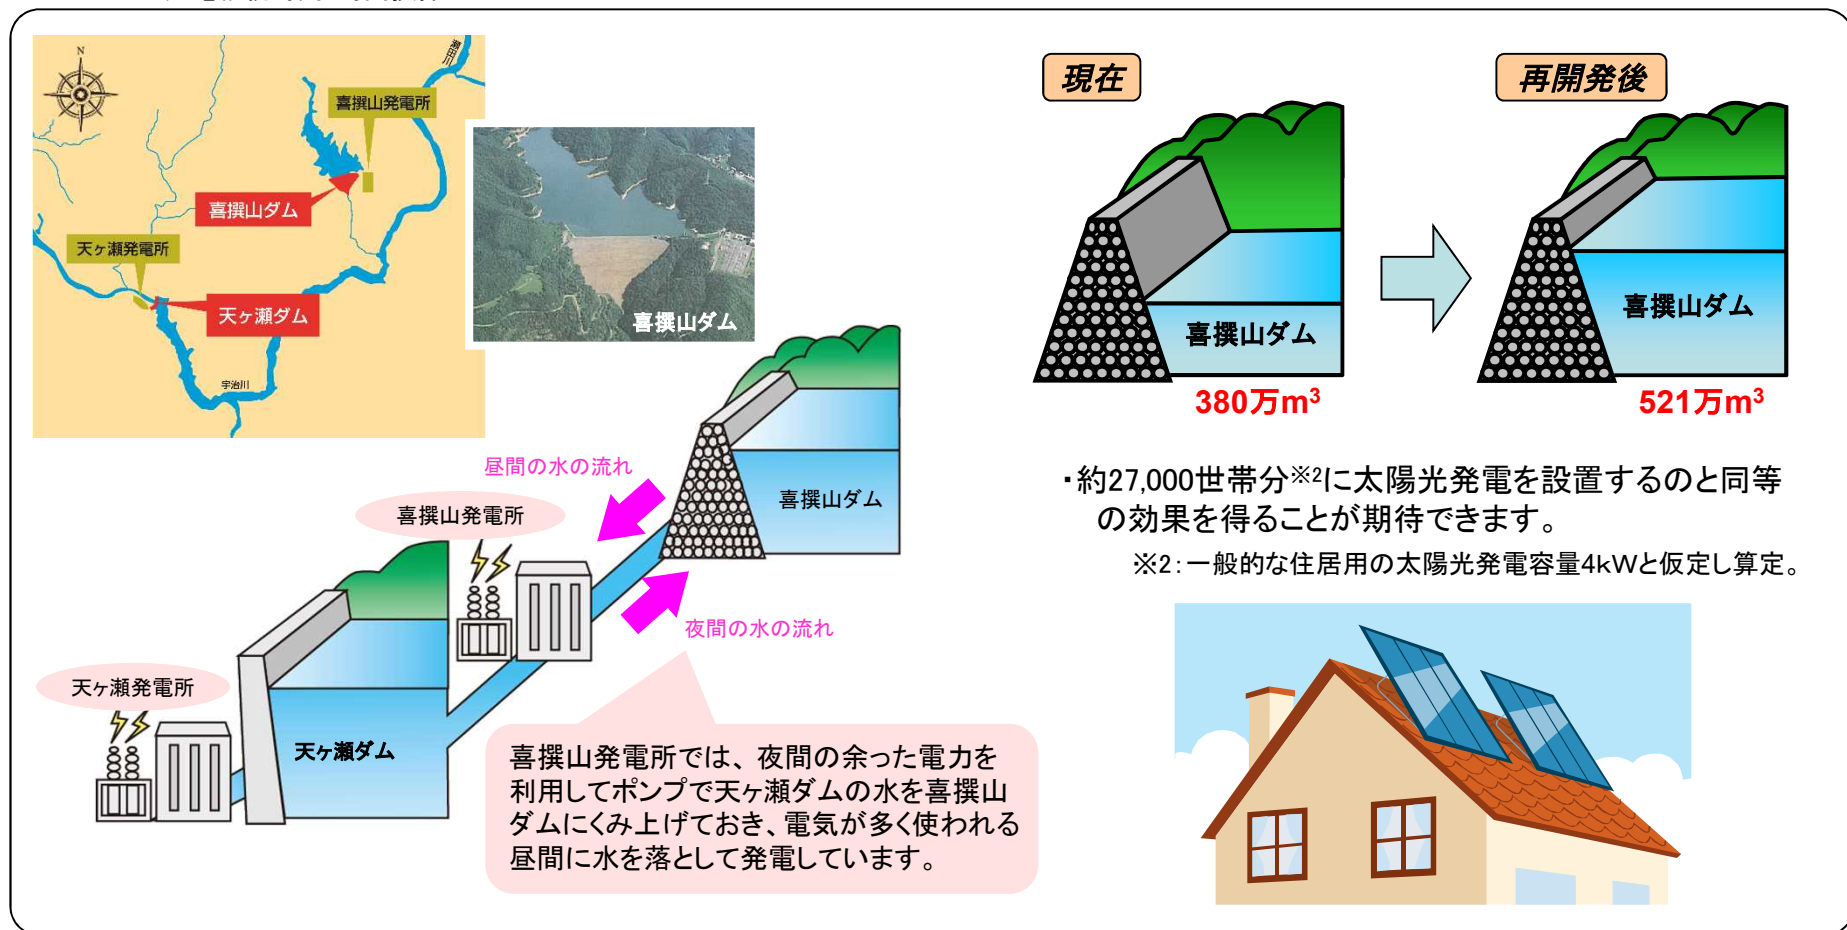 N
瀬田川
喜撰山発電所
喜撰山ダム
天ヶ瀬発電所
天ヶ瀬ダム
宇治川
喜撰山ダム
現在
再開発後
喜撰山ダム
喜撰山ダム
380万m³
521万m³
昼間の水の流れ
喜撰山発電所
喜撰山ダム
夜間の水の流れ
天ヶ瀬発電所
天ヶ瀬ダム
喜撰山発電所では、夜間の余った電力を
利用してポンプで天ヶ瀬ダムの水を喜撰山
ダムにくみ上げておき、電気が多く使われる
昼間に水を落として発電しています。
・約27,000世帯分※2に太陽光発電を設置するのと同等
の効果を得ることが期待できます。
※2：一般的な住居用の太陽光発電容量4kWと仮定し算定。